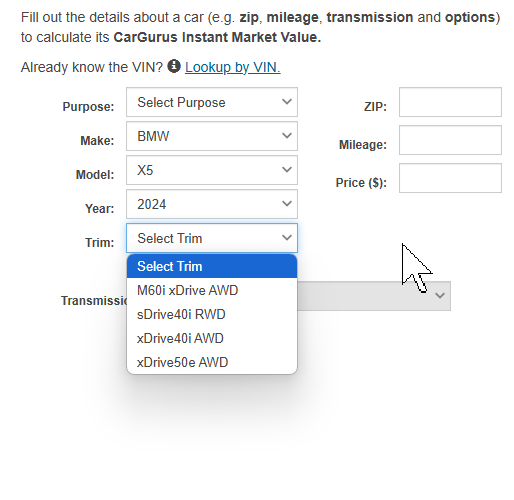 Fill out the details about a car (e.g. zip, mileage, transmission and options)
to calculate its CarGurus Instant Market Value.
Already know the VIN? Lookup by VIN.
Purpose: Select Purpose
ZIP:
Make: BMW
Mileage:
Model: X5
Price ($):
Year: 2024
Trim: Select Trim
Select Trim
M60i xDrive AWD
sDrive40i RWD
xDrive40i AWD
xDrive50e AWD